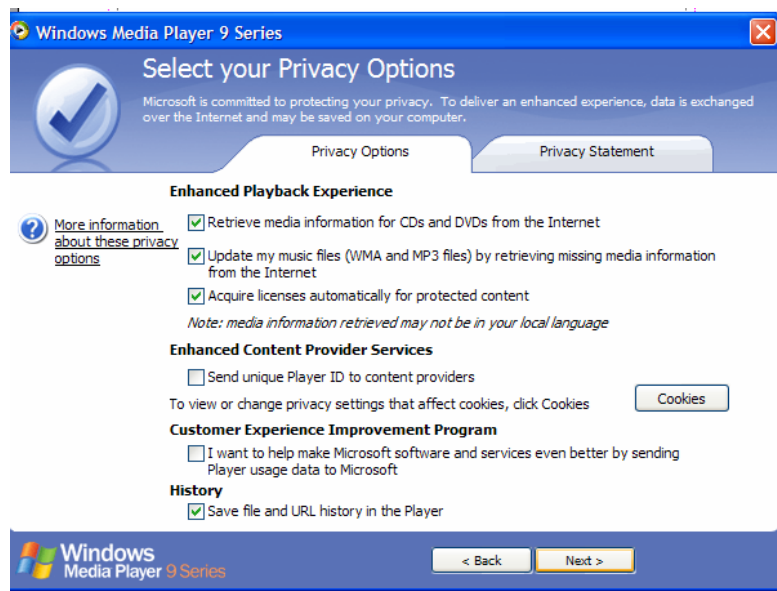 Windows Media Player 9 Series
Select your Privacy Options
Microsoft is committed to protecting your privacy. To deliver an enhanced experience, data is exchanged
over the Internet and may be saved on your computer.
Privacy Options
Privacy Statement
Enhanced Playback Experience
More information
about these privacy
options
Retrieve media information for CDs and DVDs from the Internet
Update my music files (WMA and MP3 files) by retrieving missing media information
from the Internet
Acquire licenses automatically for protected content
Note: media information retrieved may not be in your local language
Enhanced Content Provider Services
Send unique Player ID to content providers
To view or change privacy settings that affect cookies, click Cookies
Cookies
Customer Experience Improvement Program
I want to help make Microsoft software and services even better by sending
Player usage data to Microsoft
History
Save file and URL history in the Player
Windows
Media Player 9 Series
< Back
Next >